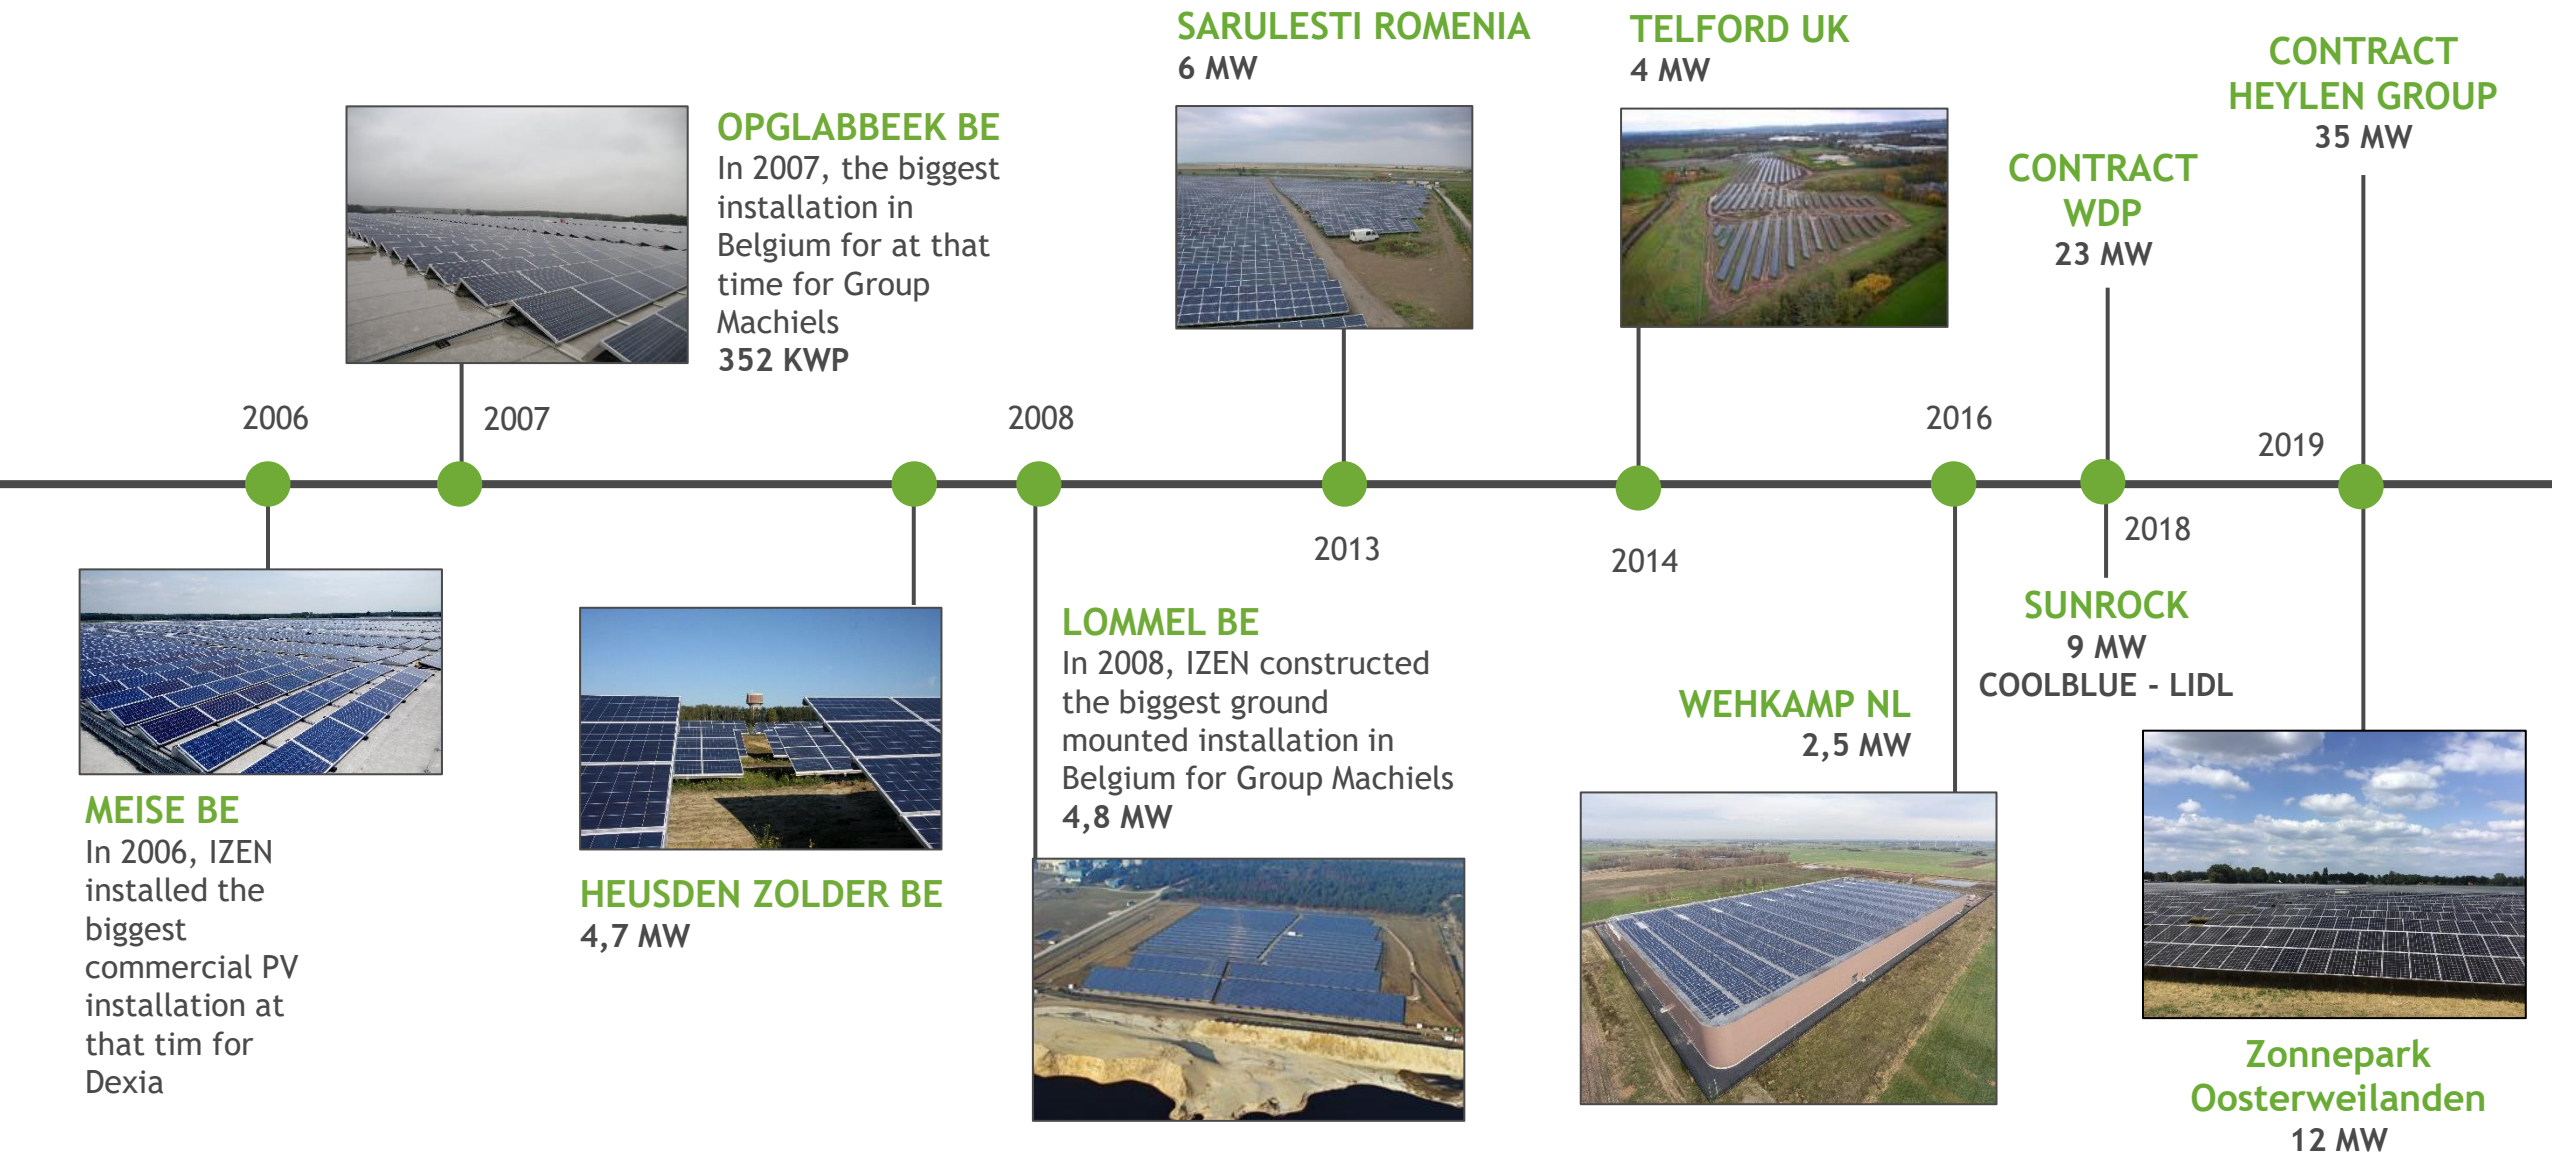 SARULESTI ROMENIA
6 MW
TELFORD UK
4 MW
CONTRACT
HEYLEN GROUP
35 MW
OPGLABBEEK BE
In 2007, the biggest
installation in
Belgium for at that
time for Group
Machiels
352 KWP
CONTRACT
WDP
23 MW
2006
2007
2008
2016
2019
2013
2014
2018
MEISE BE
In 2006, IZEN
installed the
biggest
commercial PV
installation at
that tim for
Dexia
HEUSDEN ZOLDER BE
4,7 MW
LOMMEL BE
In 2008, IZEN constructed
the biggest ground
mounted installation in
Belgium for Group Machiels
4,8 MW
WEHKAMP NL
2,5 MW
SUNROCK
9 MW
COOLBLUE - LIDL
Zonnepark
Oosterweilanden
12 MW